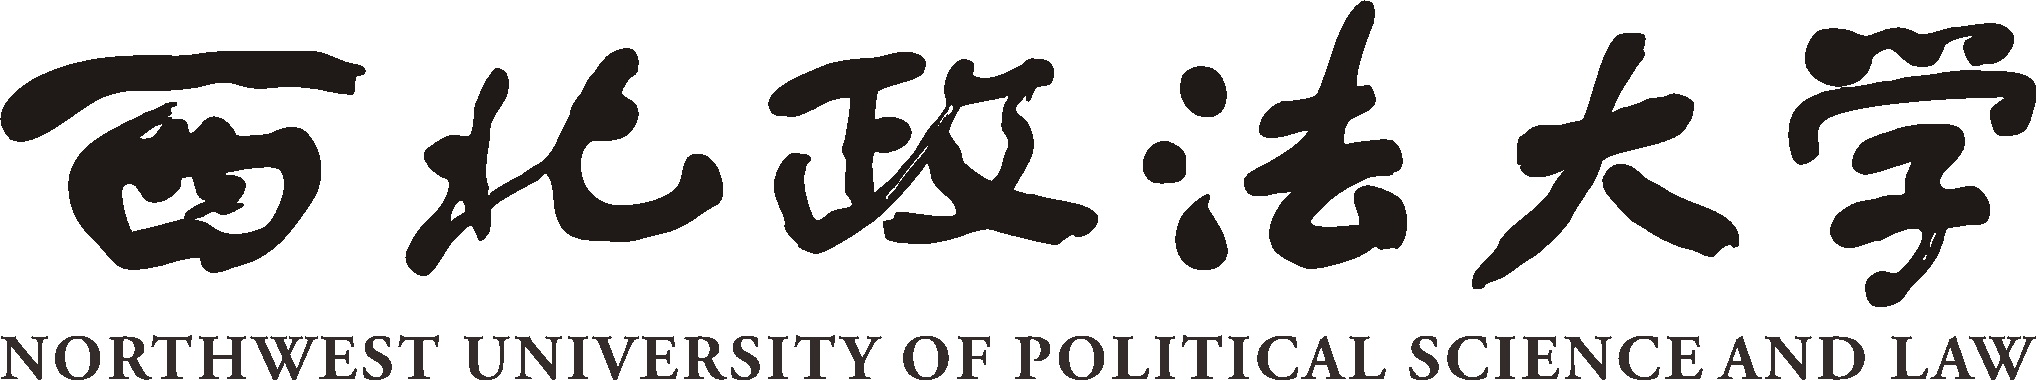 西北政法大学
NORTHWEST UNIVERSITY OF POLITICAL SCIENCE AND LAW